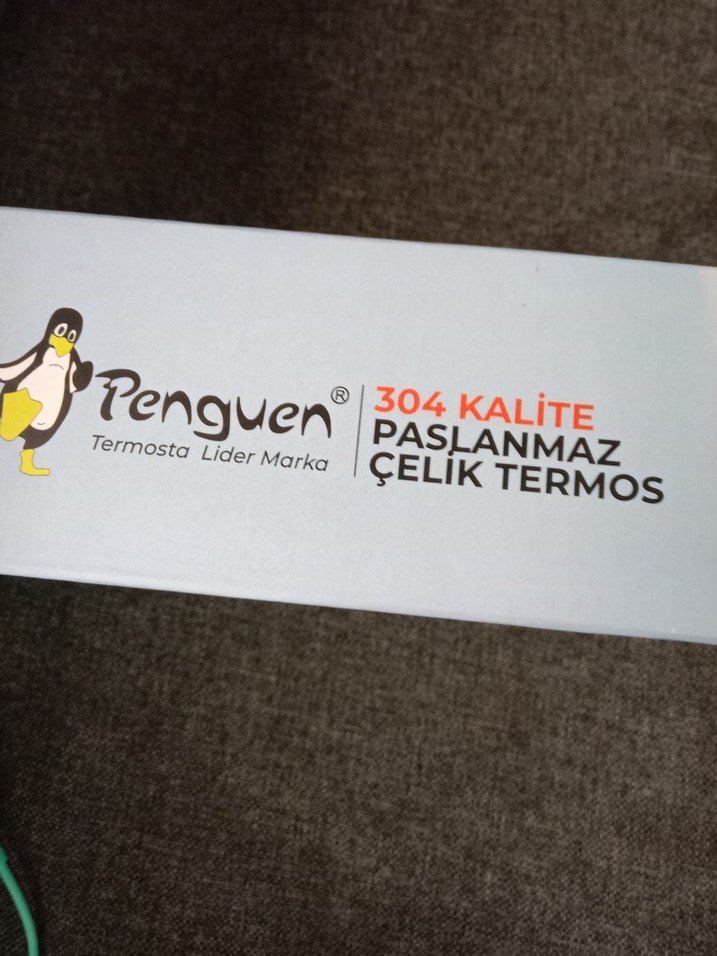 Penguen®
Termosta Lider Marka
304 KALİTE
PASLANMAZ
ÇELİK TERMOS